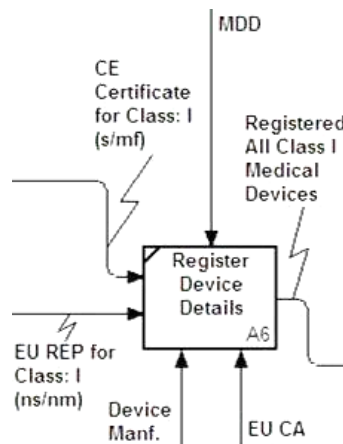 MDD
CE
Certificate
for Class: I
(s/mf)
Registered
All Class I
Medical
Devices
Register
Device
Details
A6
EU REP for
Class: I
(ns/nm)
Device
Manf.
EU CA